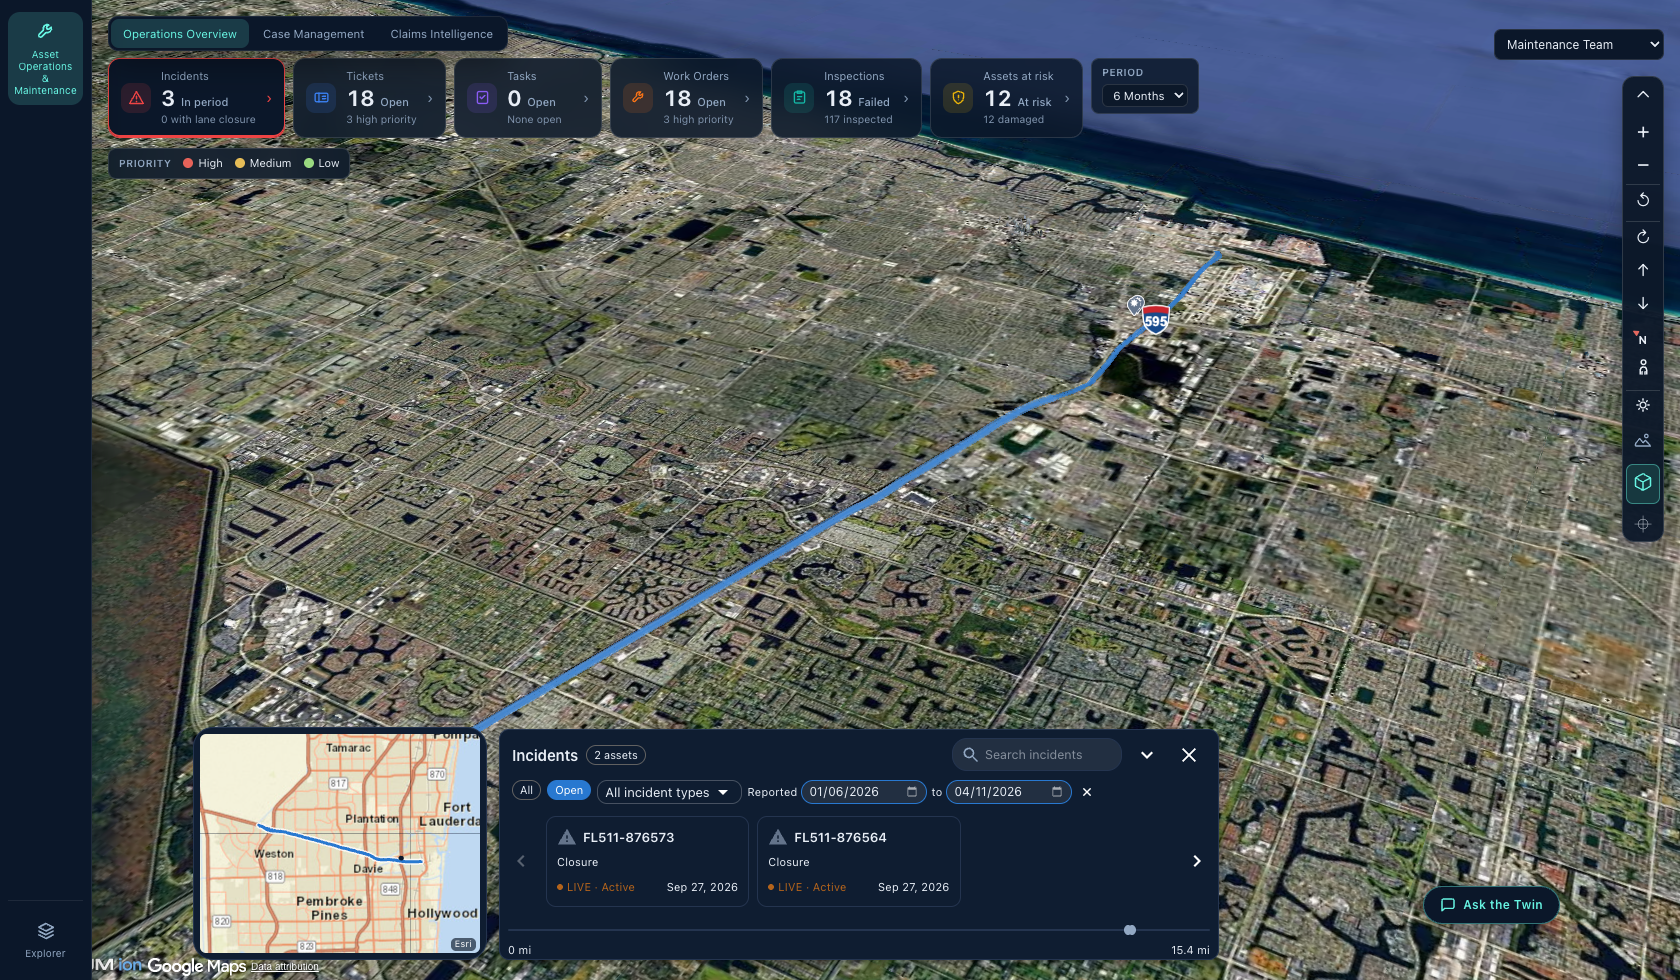 Asset
Operations
&
Maintenance
Operations Overview
Case Management
Claims Intelligence
Maintenance Team
Incidents
3 In period
0 with lane closure
Tickets
18 Open
3 high priority
Tasks
0 Open
None open
Work Orders
18 Open
3 high priority
Inspections
18 Failed
117 inspected
Assets at risk
12 At risk
12 damaged
PERIOD
6 Months
PRIORITY High Medium Low
N
595
Tamarac
817
870
Fort
Plantation
Weston
818
Davie
848
Pembroke
Pines
Hollywood
820
823
Esri
Incidents 2 assets
Search incidents
All Open All incident types Reported 01/06/2026 to 04/11/2026
FL511-876573
Closure
LIVE · Active Sep 27, 2026
FL511-876564
Closure
LIVE · Active Sep 27, 2026
0 mi
15.4 mi
Ask the Twin
Explorer
Google Maps Data attribution